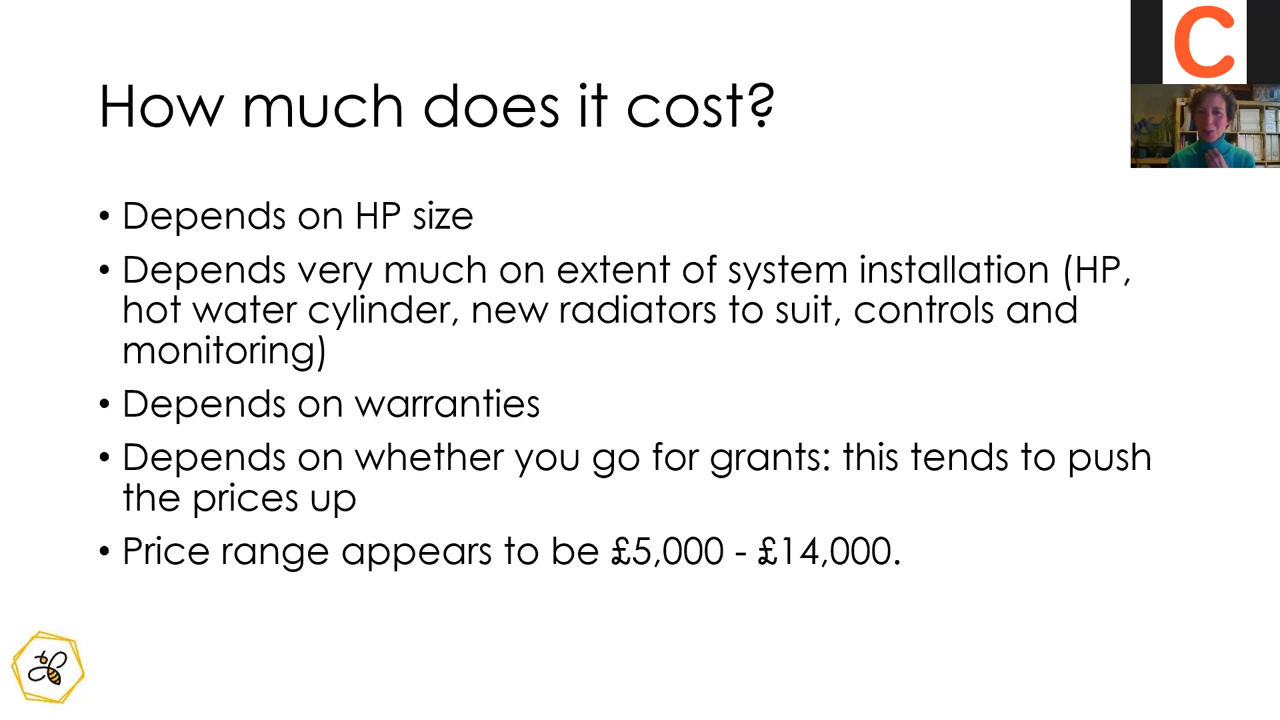 C
How much does it cost?
• Depends on HP size
• Depends very much on extent of system installation (HP,
hot water cylinder, new radiators to suit, controls and
monitoring)
• Depends on warranties
• Depends on whether you go for grants: this tends to push
the prices up
• Price range appears to be £5,000 - £14,000.